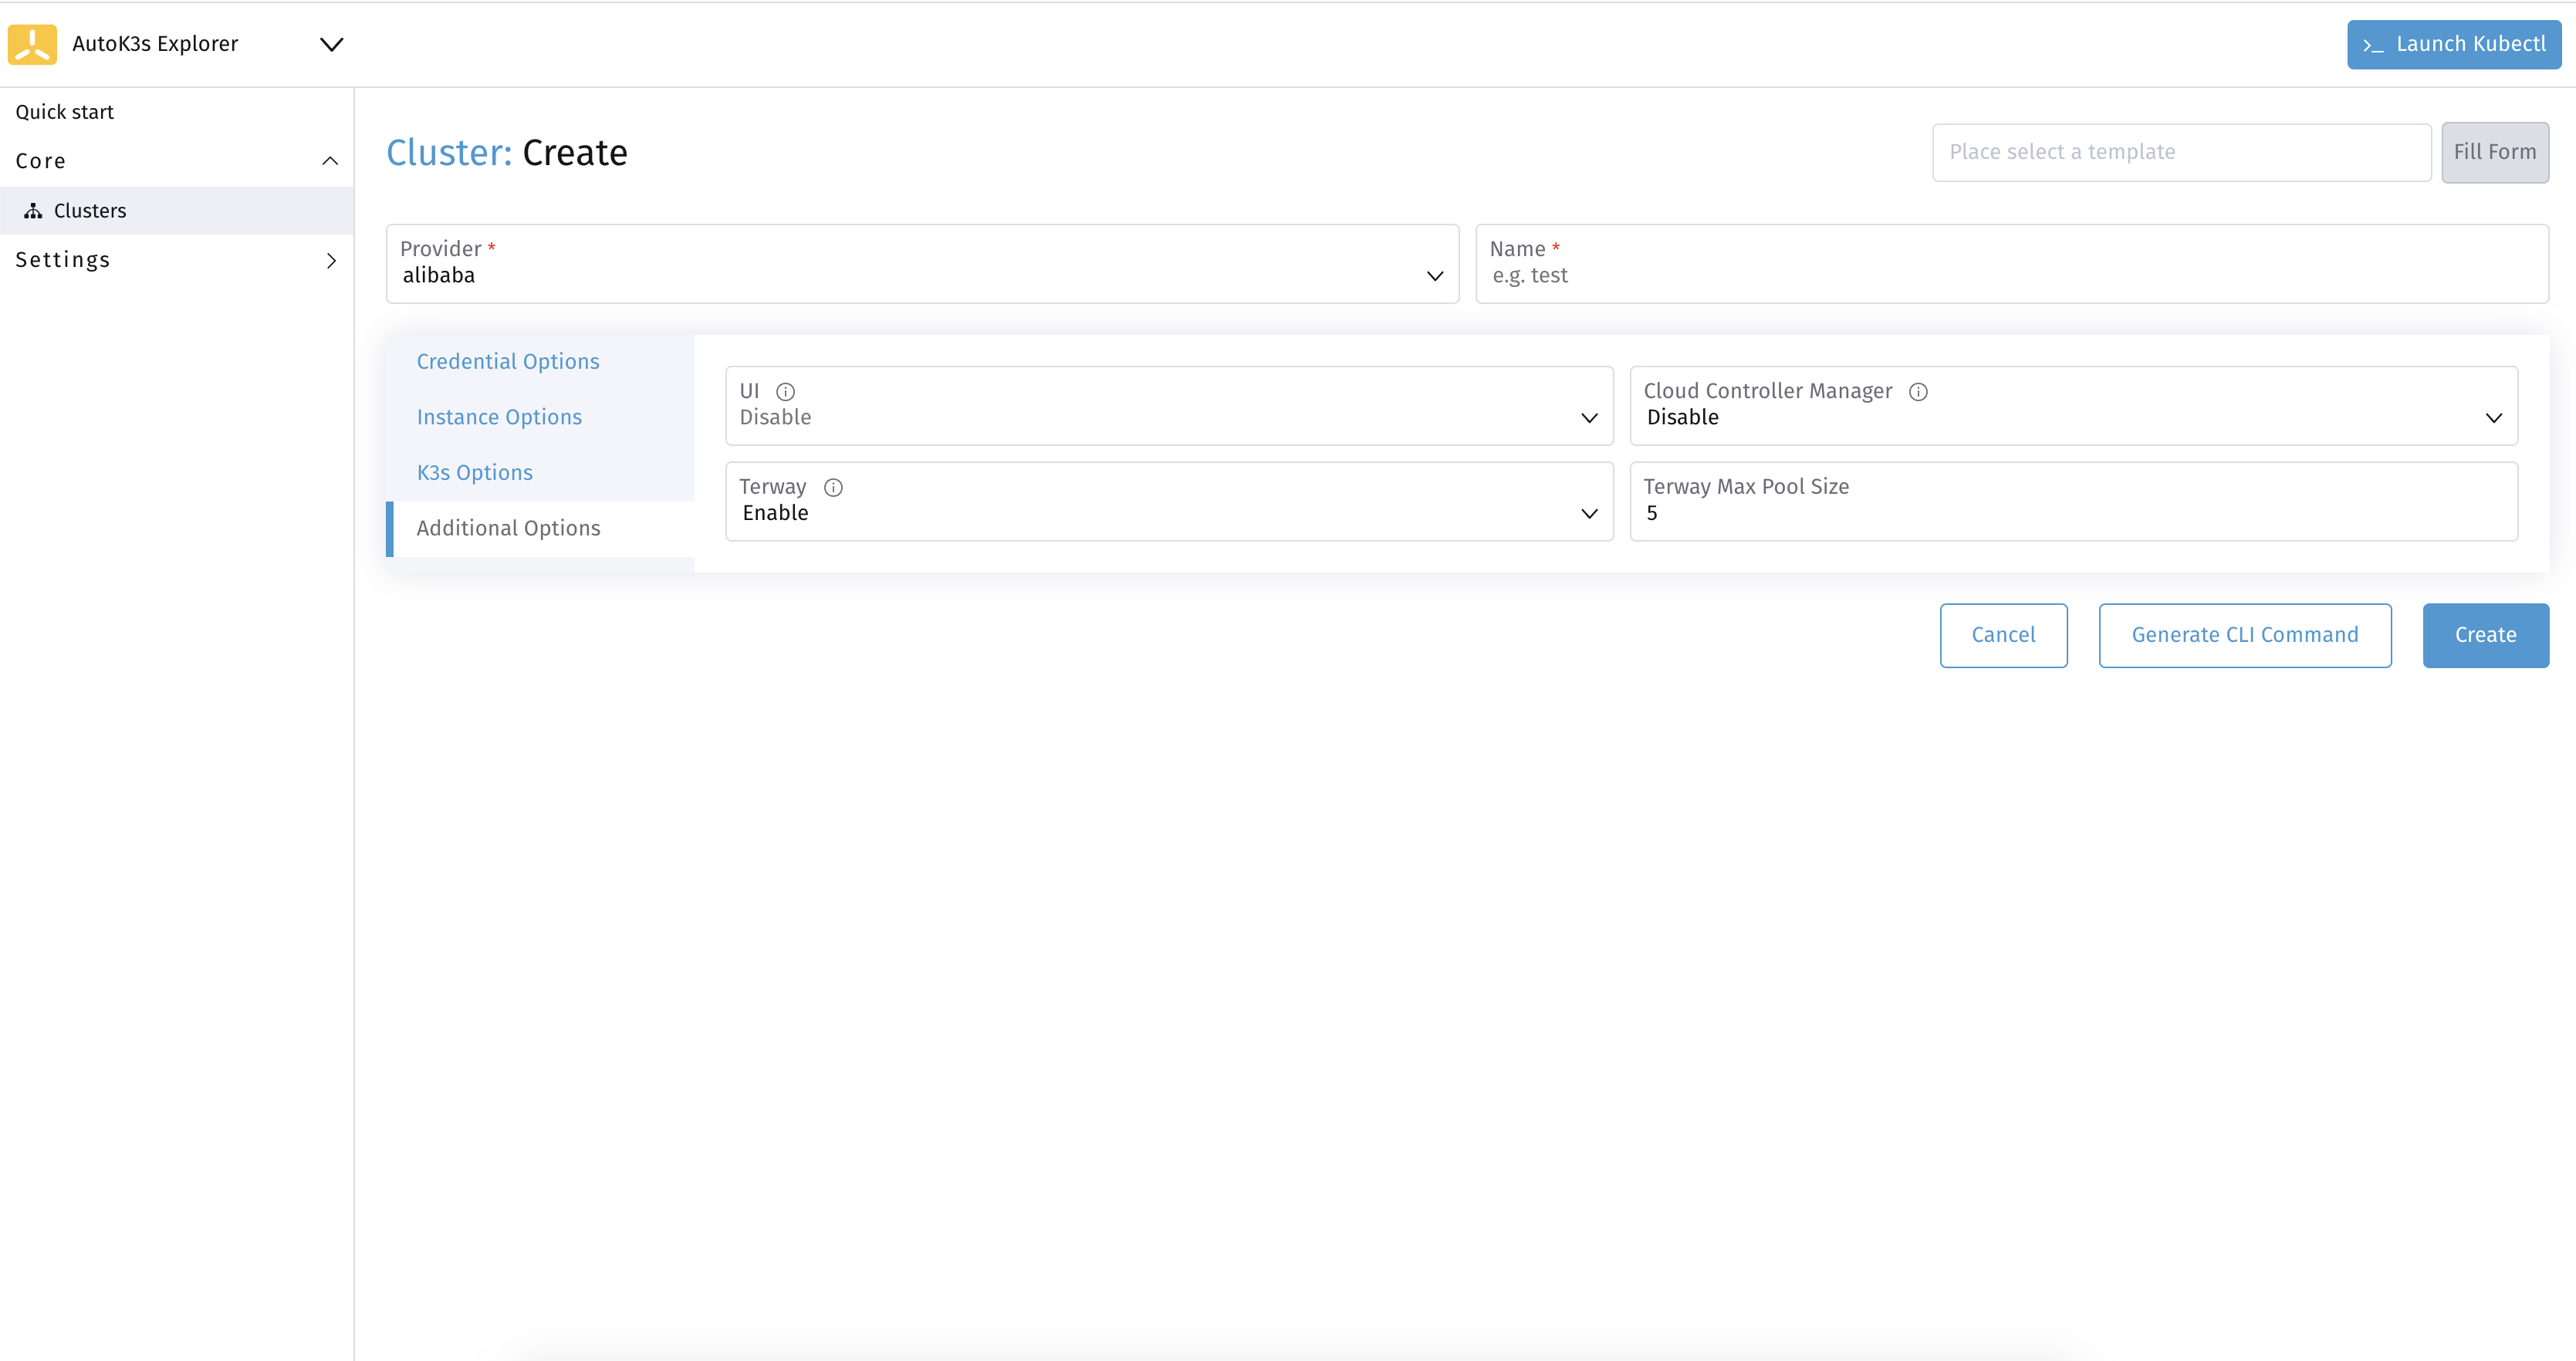 AutoK3s Explorer
>_ Launch Kubectl
Quick start
Core
Clusters
Settings
Cluster: Create
Place select a template
Fill Form
Provider *
alibaba
Name *
e.g. test
Credential Options
Instance Options
K3s Options
Additional Options
UI
Disable
Cloud Controller Manager
Disable
Terway
Enable
Terway Max Pool Size
5
Cancel
Generate CLI Command
Create